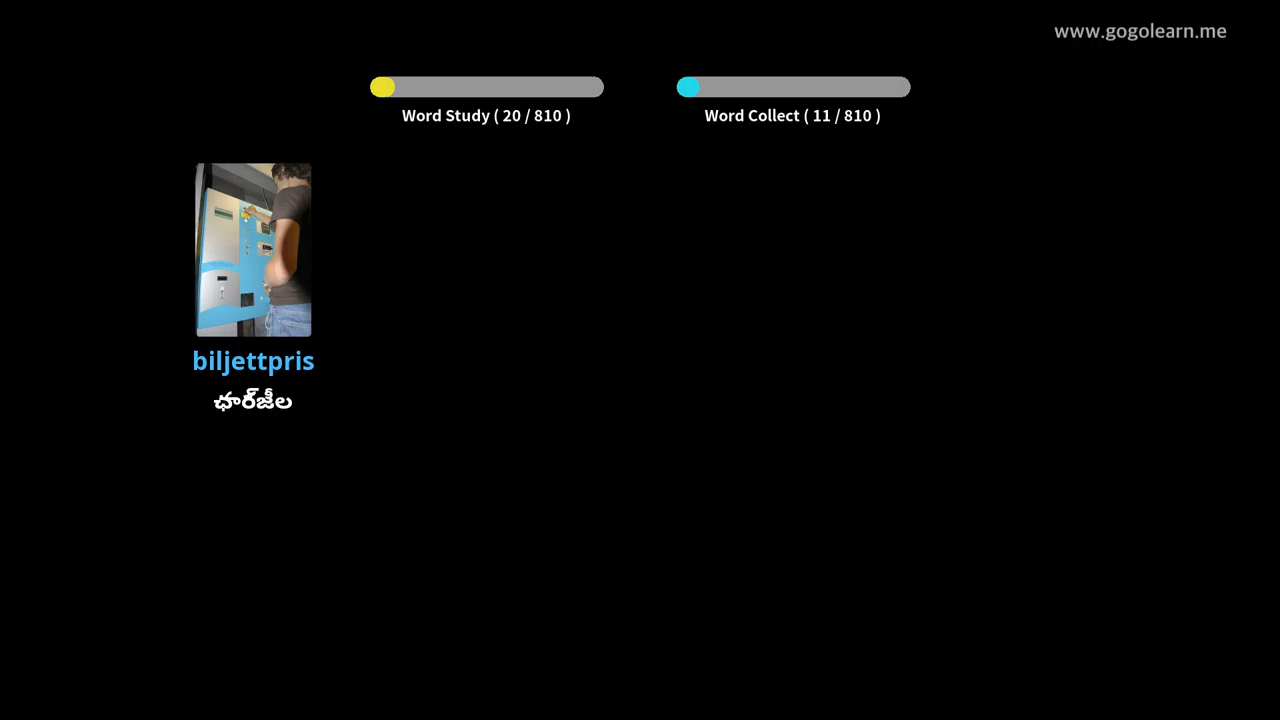 www.gogolearn.me
Word Study ( 20 / 810 )
Word Collect ( 11 / 810 )
biljettpris
ఛార్‌జీల